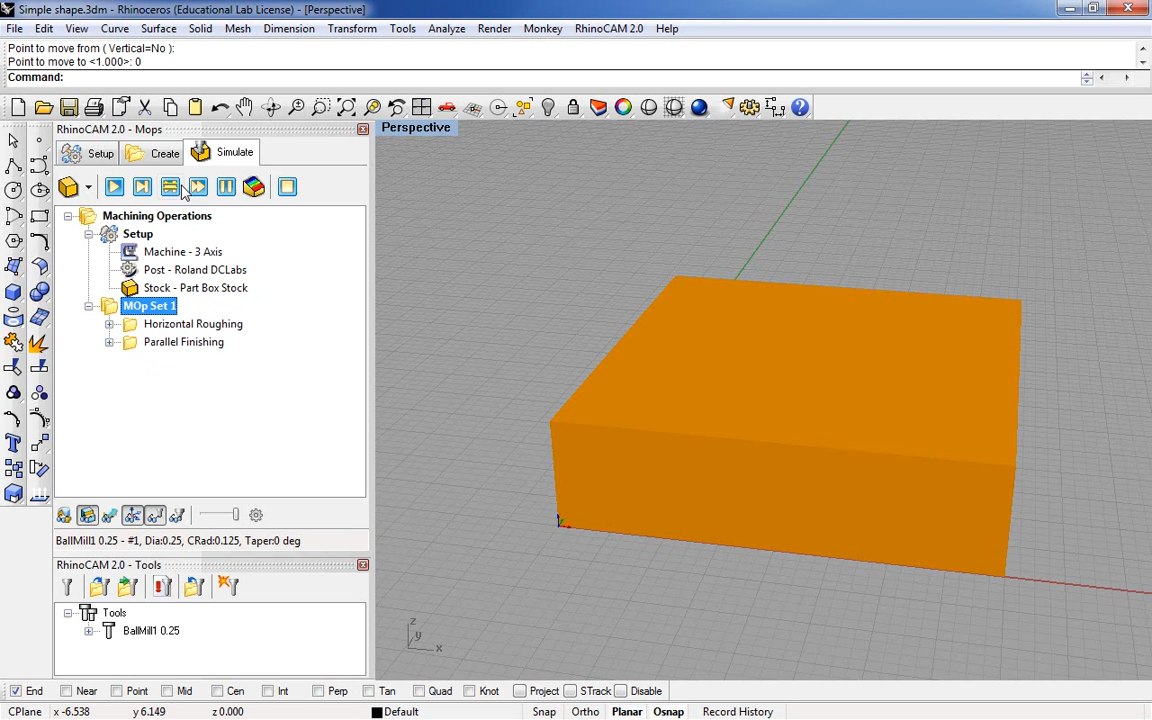 Simple shape.3dm - Rhinoceros (Educational Lab License) - [Perspective]
File Edit View Curve Surface Solid Mesh Dimension Transform Tools Analyze Render Monkey RhinoCAM 2.0 Help
Point to move from ( Vertical=No ):
Point to move to <1.000>: 0
Command:
RhinoCAM 2.0 - Mops
Perspective
Setup Create Simulate
Machining Operations
Setup
Machine - 3 Axis
Post - Roland DCLabs
Stock - Part Box Stock
MOp Set 1
Horizontal Roughing
Parallel Finishing
BallMill1 0.25 - #1, Dia:0.25, CRad:0.125, Taper:0 deg
RhinoCAM 2.0 - Tools
Tools
BallMill1 0.25
z
y
x
End Near Point Mid Cen Int Perp Tan Quad Knot Project STrack Disable
CPlane x -6.538 y 6.149 z 0.000 Default Snap Ortho Planar Osnap Record History